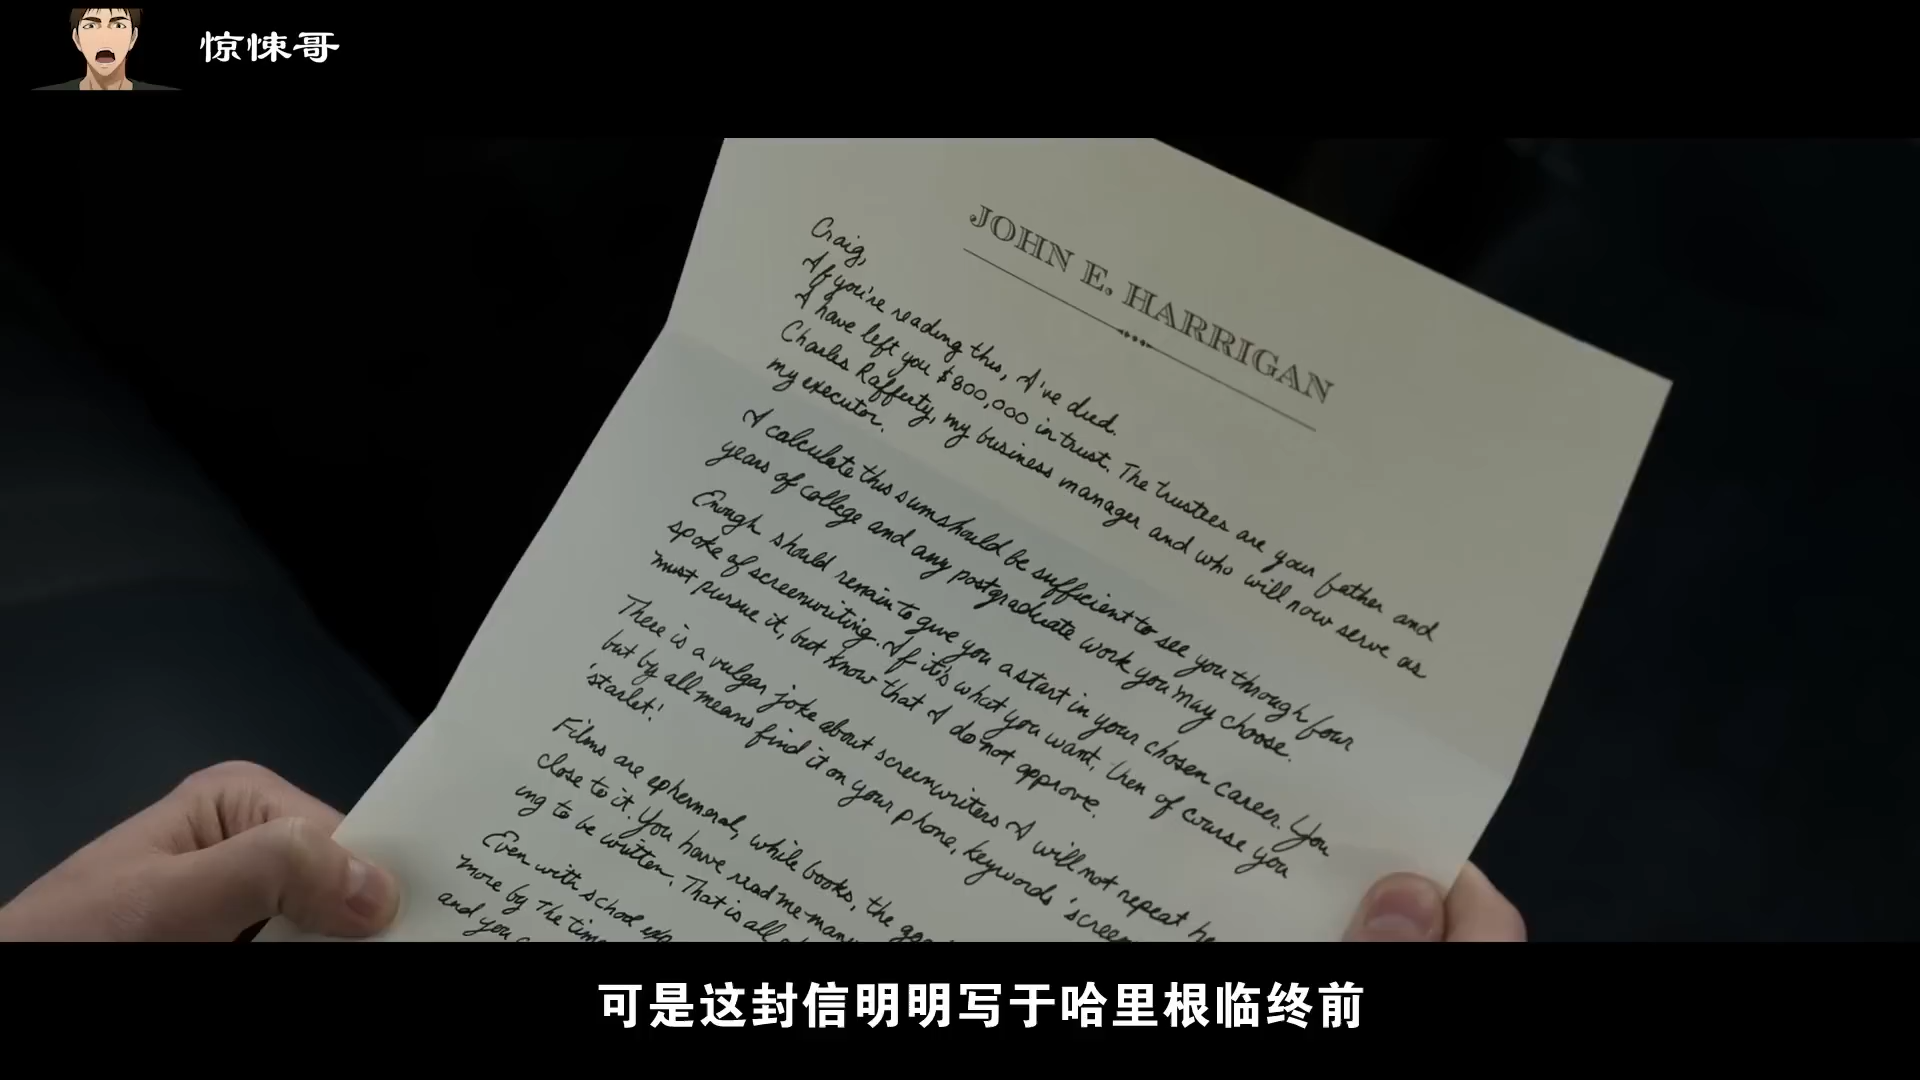 惊悚哥
JOHN E. HARRIGAN
Craig,
If you're reading this, I've died.
I have left you $800,000 in trust. The trustees are your father and
Charles Rafferty, my business manager and who will now serve as
my executor.
I calculate this sum should be sufficient to see you through four
years of college and any postgraduate work you may choose.
Enough should remain to give you a start in your chosen career. You
spoke of screenwriting. If it's what you want, then of course you
must pursue it, but know that I do not approve.
There is a vulgar joke about screenwriters I will not repeat he
but by all means find it on your phone, keywords 'screen
'starlet.'
Films are ephemeral, while books, the goo
close to it. You have read me many
ing to be written. That is all
Even with school exp
more by the time
and you
可是这封信明明写于哈里根临终前